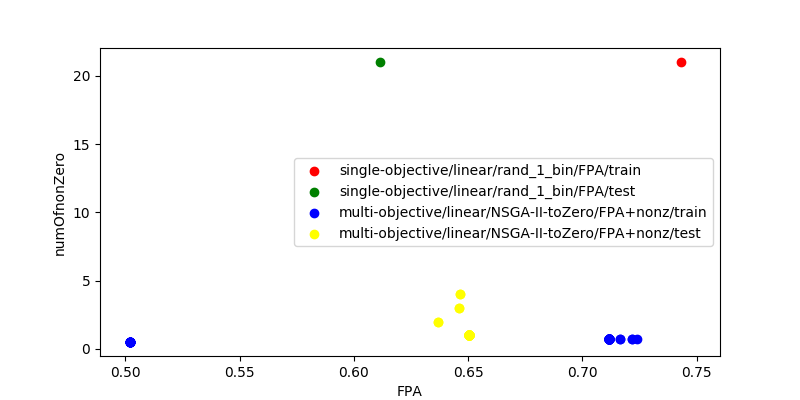 20
15
10
5
0
numOfnonZero
single-objective/linear/rand_1_bin/FPA/train
single-objective/linear/rand_1_bin/FPA/test
multi-objective/linear/NSGA-II-toZero/FPA+nonz/train
multi-objective/linear/NSGA-II-toZero/FPA+nonz/test
0.50 0.55 0.60 0.65 0.70 0.75
FPA